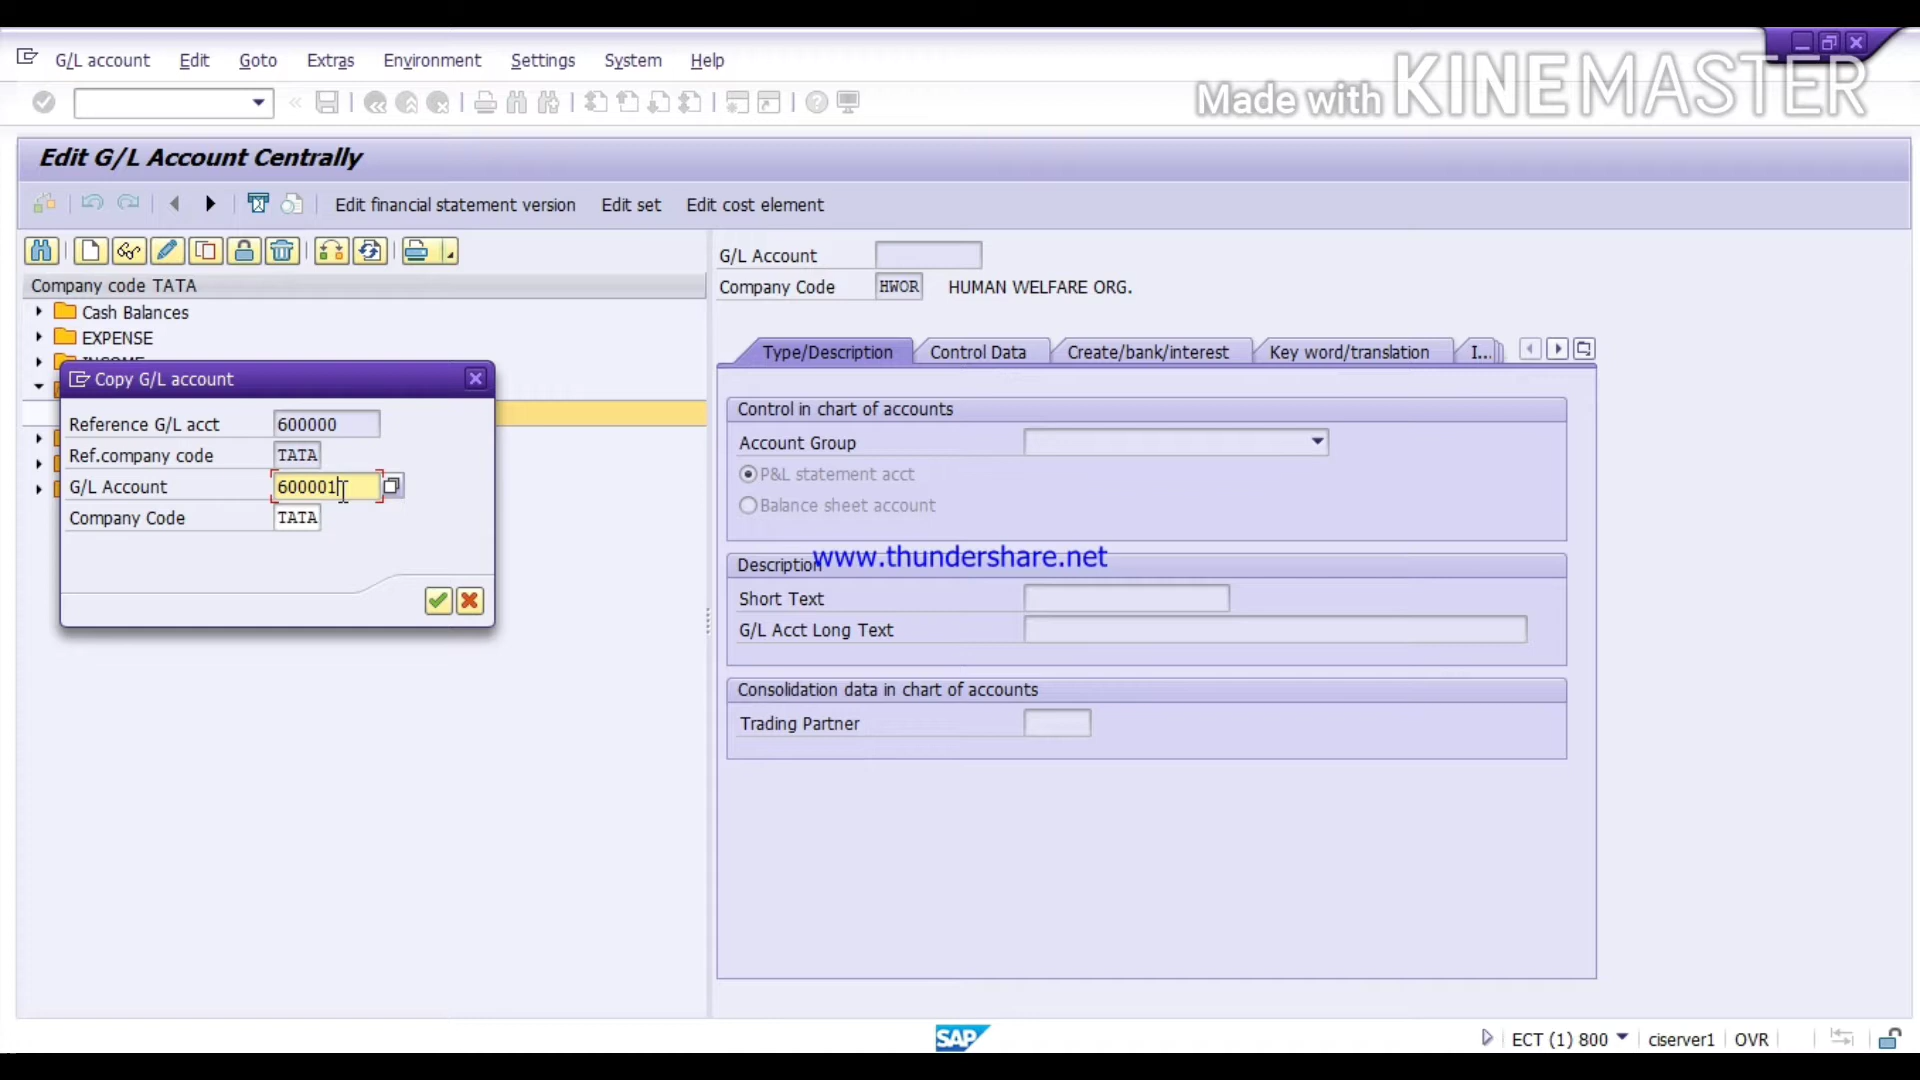 G/L account Edit Goto Extras Environment Settings System Help
Made with KINEMASTER
Edit G/L Account Centrally
Edit financial statement version Edit set Edit cost element
Company code TATA
Cash Balances
EXPENSE
INCOME
Copy G/L account
Reference G/L acct 600000
Ref.company code TATA
G/L Account 600001
Company Code TATA
G/L Account
Company Code HWOR HUMAN WELFARE ORG.
Type/Description Control Data Create/bank/interest Key word/translation I...
Control in chart of accounts
Account Group
P&L statement acct
Balance sheet account
www.thundershare.net
Description
Short Text
G/L Acct Long Text
Consolidation data in chart of accounts
Trading Partner
SAP
ECT (1) 800 ciserver1 OVR